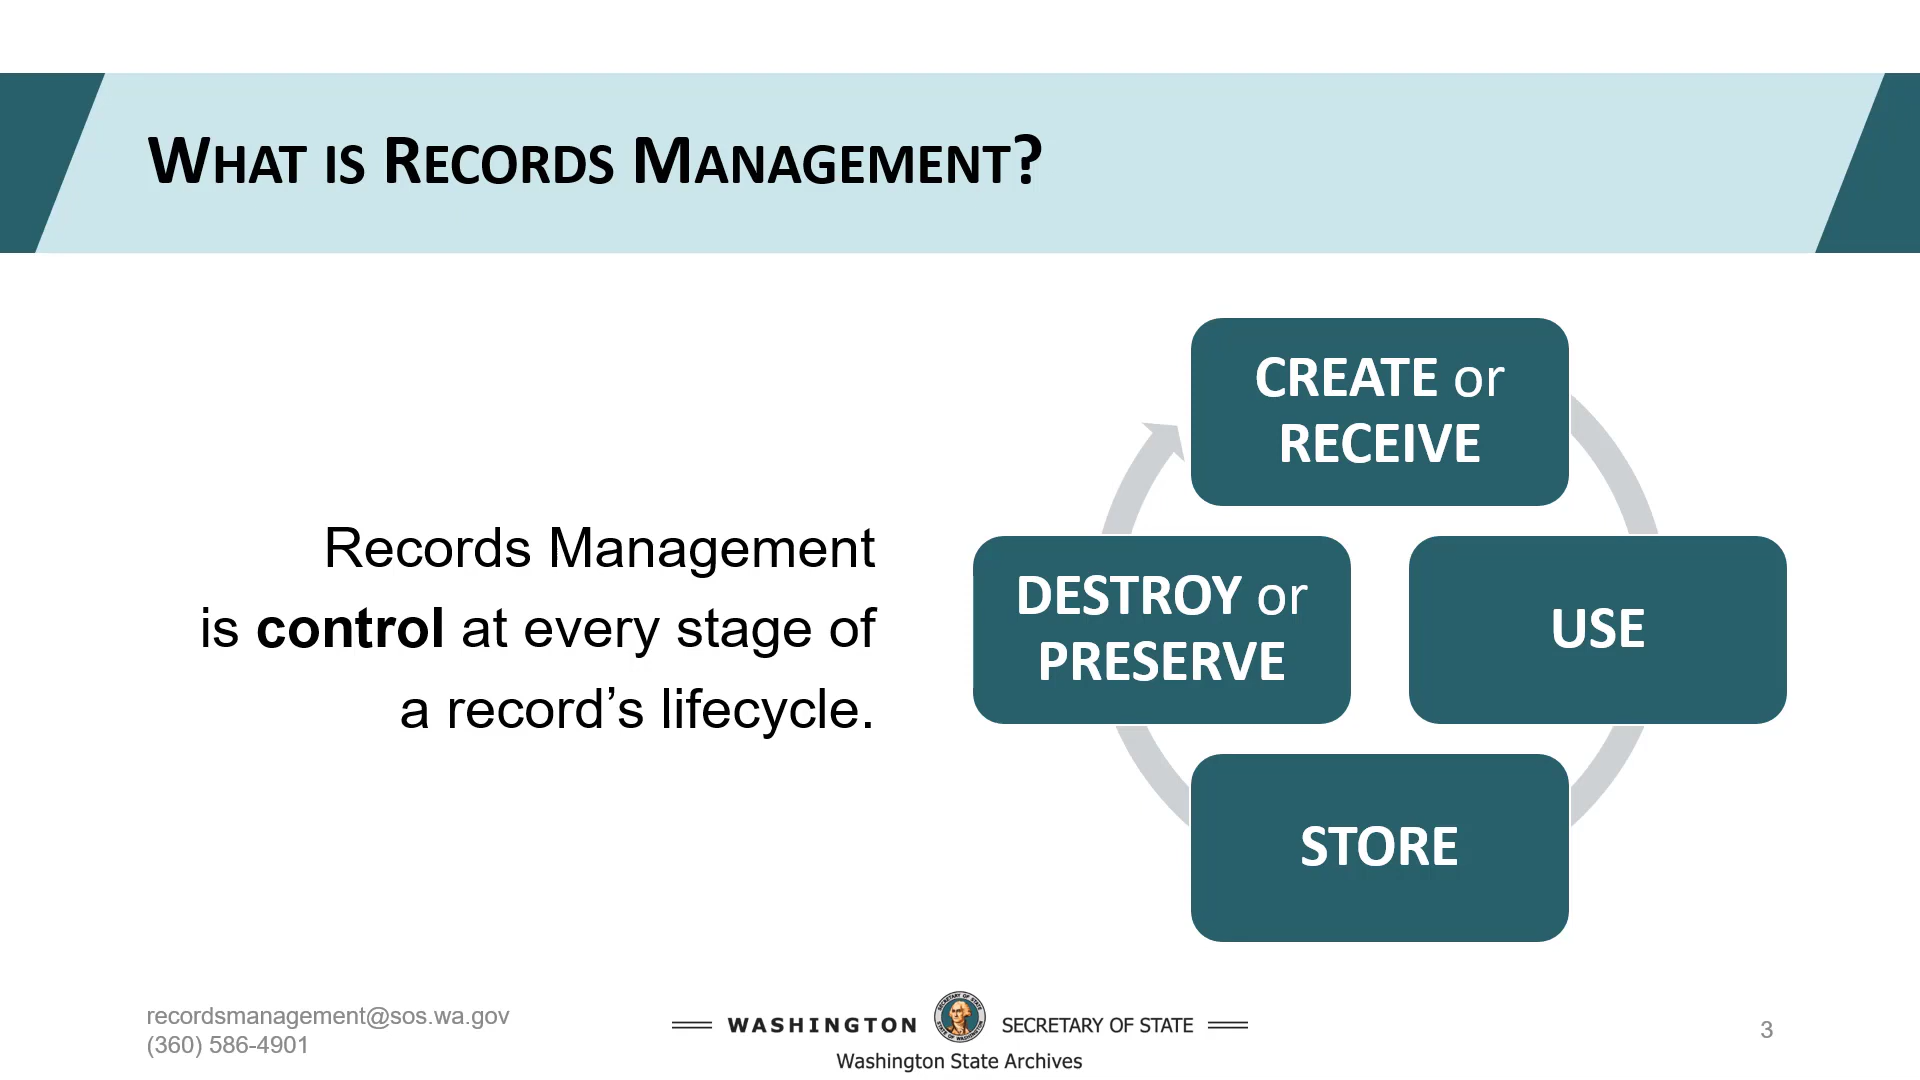 WHAT IS RECORDS MANAGEMENT?
Records Management
is control at every stage of
a record’s lifecycle.
CREATE or
RECEIVE
USE
STORE
DESTROY or
PRESERVE
recordsmanagement@sos.wa.gov
(360) 586-4901
WASHINGTON SECRETARY OF STATE
Washington State Archives
3